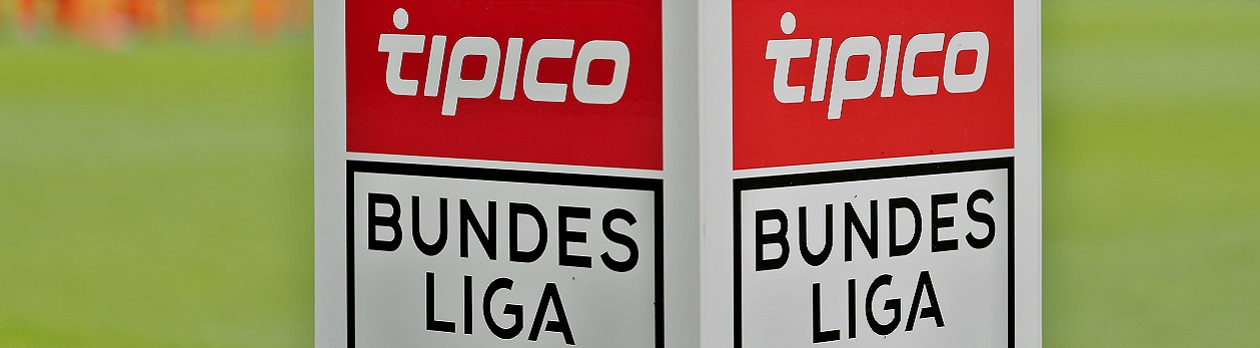 tipico
BUNDES
LIGA
tipico
BUNDES
LIGA